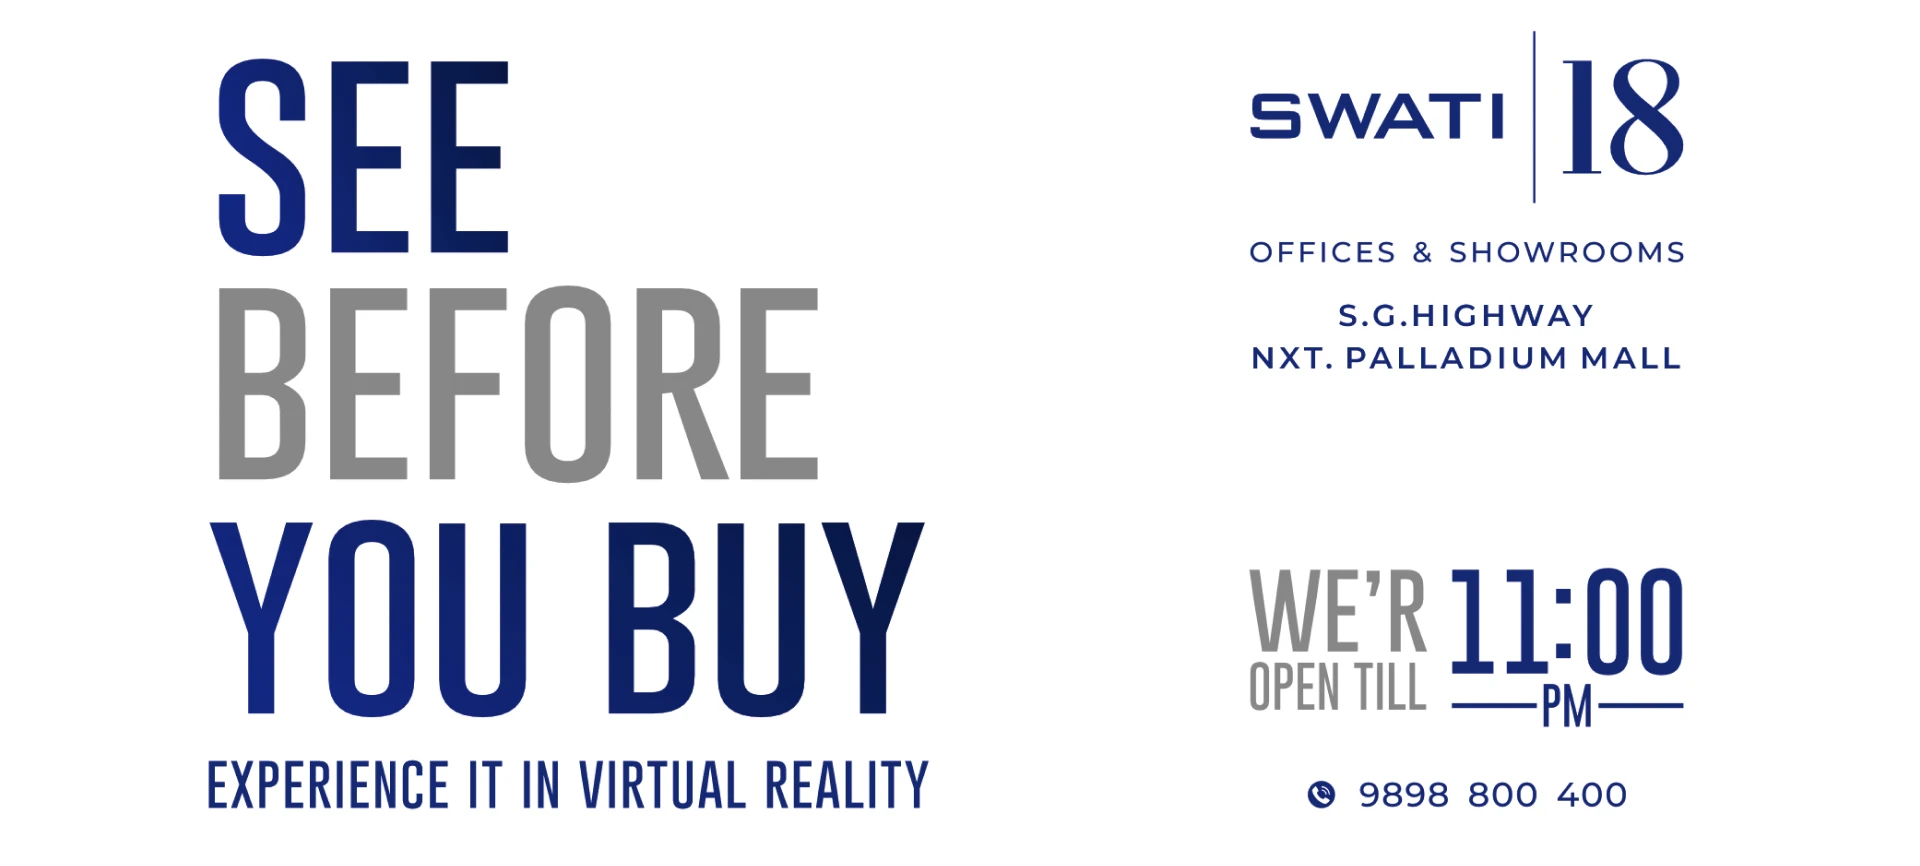 SEE
BEFORE
YOU BUY
EXPERIENCE IT IN VIRTUAL REALITY
SWATI 18
OFFICES & SHOWROOMS
S.G.HIGHWAY
NXT. PALLADIUM MALL
WE'R
OPEN TILL
11:00
PM
9898 800 400